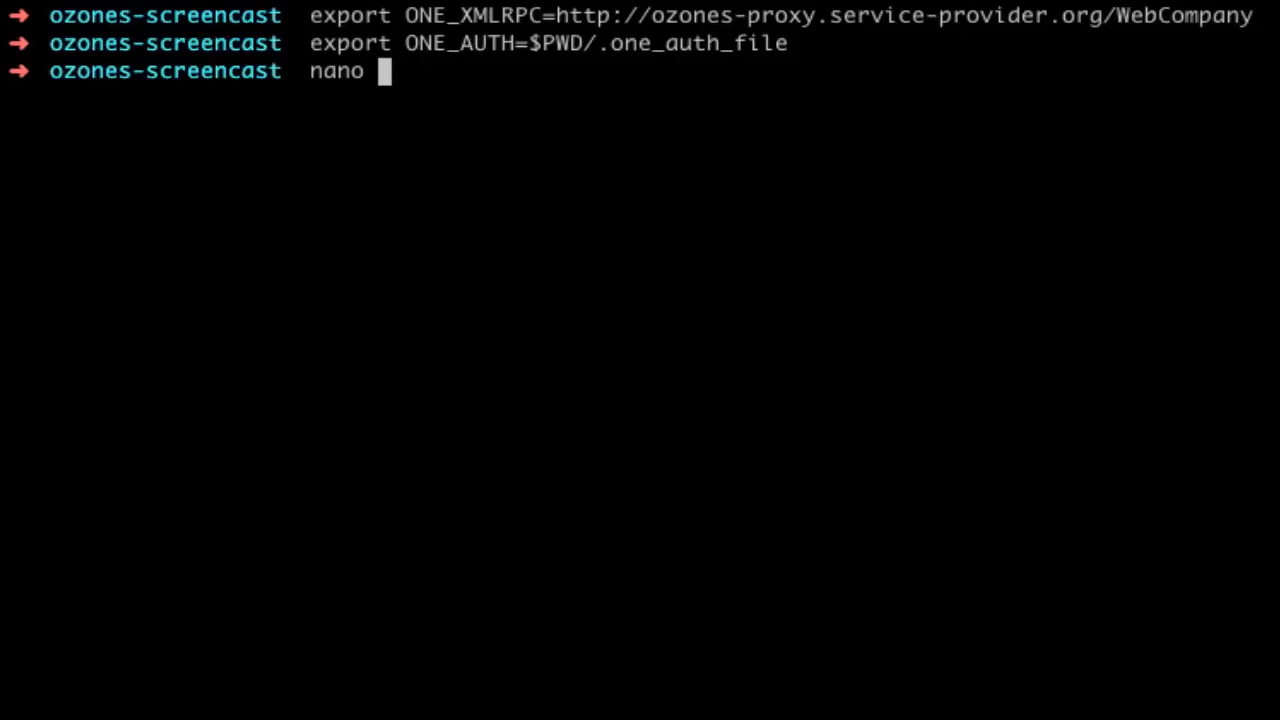 ➜ ozones-screencast export ONE_XMLRPC=http://ozones-proxy.service-provider.org/WebCompany
➜ ozones-screencast export ONE_AUTH=$PWD/.one_auth_file
➜ ozones-screencast nano